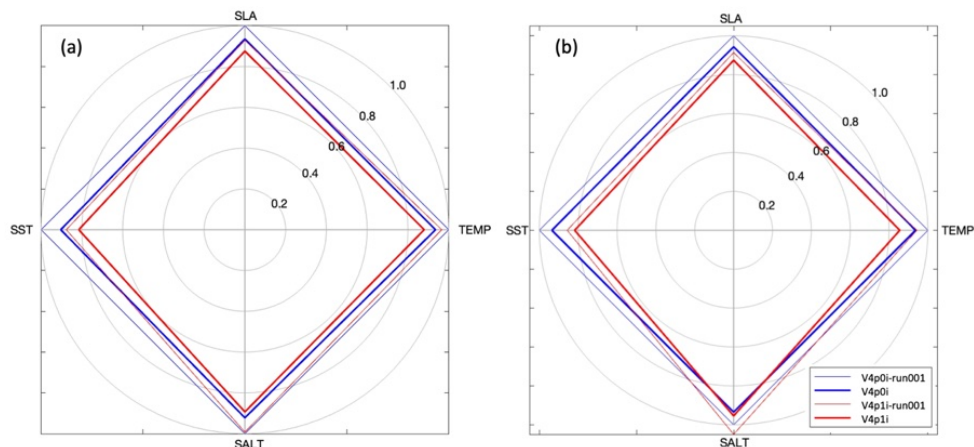 SLA
(a)
1.0
0.8
0.6
0.4
0.2
SST
TEMP
SALT
SLA
(b)
1.0
0.8
0.6
0.4
0.2
SST
TEMP
SALT
V4p0i-run001
V4p0i
V4p1i-run001
V4p1i